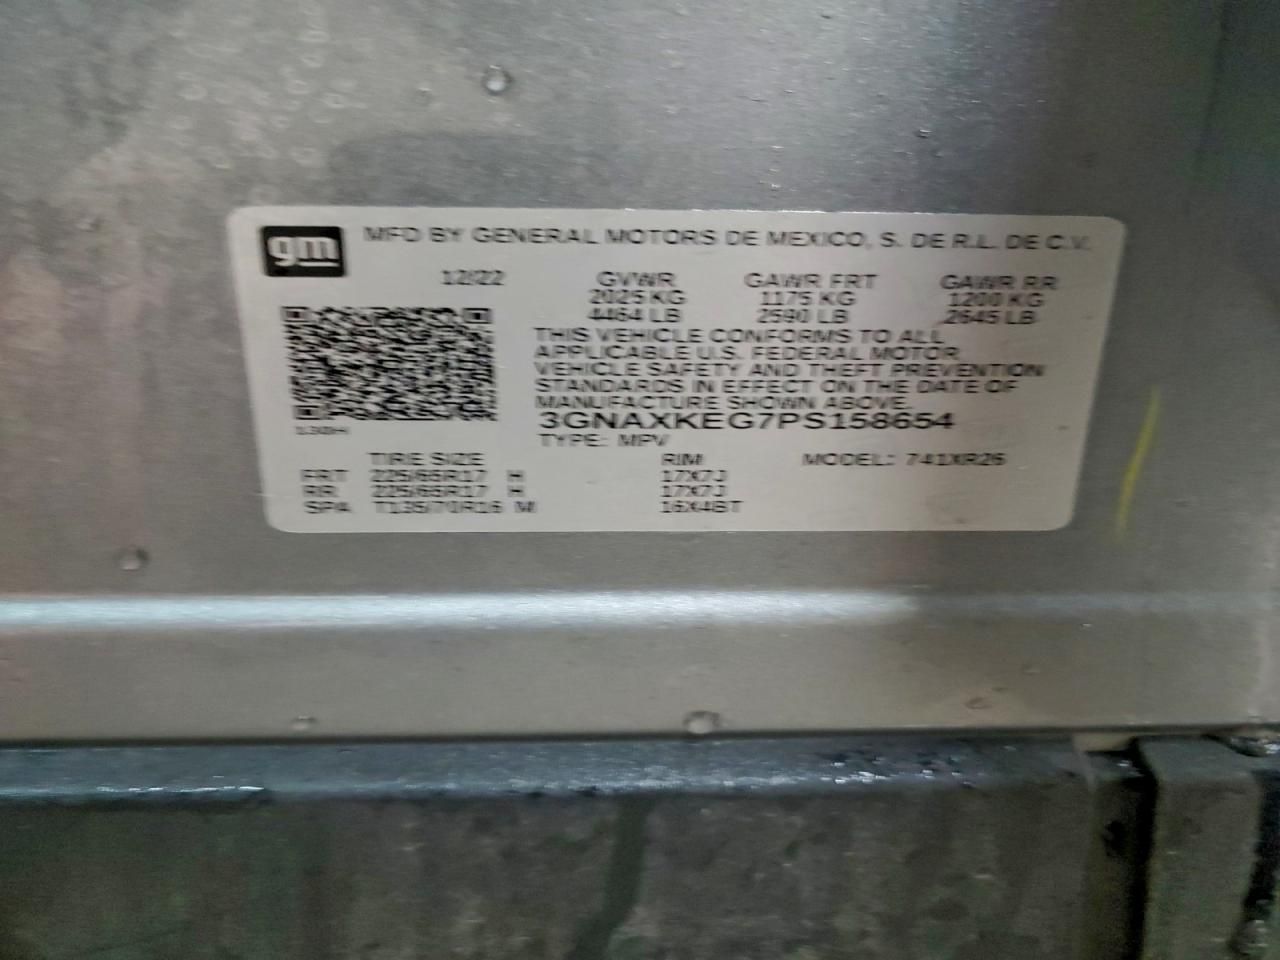 gm MFD BY GENERAL MOTORS DE MEXICO, S. DE R.L. DE C.V.
12/22 GVWR GAWR FRT GAWR RR
2025 KG 1175 KG 1200 KG
4464 LB 2590 LB 2645 LB
THIS VEHICLE CONFORMS TO ALL
APPLICABLE U.S. FEDERAL MOTOR
VEHICLE SAFETY AND THEFT PREVENTION
STANDARDS IN EFFECT ON THE DATE OF
MANUFACTURE SHOWN ABOVE.
3GNAXKEG7PS158654
TYPE: MPV
TIRE SIZE RIM MODEL: 741XR26
FRT 225/65R17 H 17X7J
RR 225/65R17 H 17X7J
SPA T135/70R16 M 16X4BT